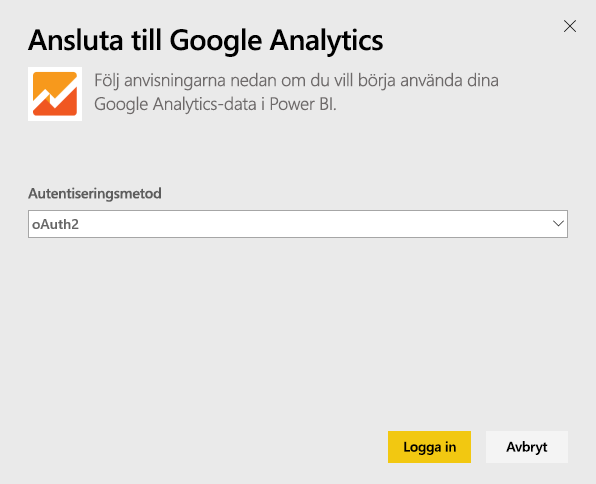 Ansluta till Google Analytics
Följ anvisningarna nedan om du vill börja använda dina
Google Analytics-data i Power BI.
Autentiseringsmetod
oAuth2
Logga in
Avbryt